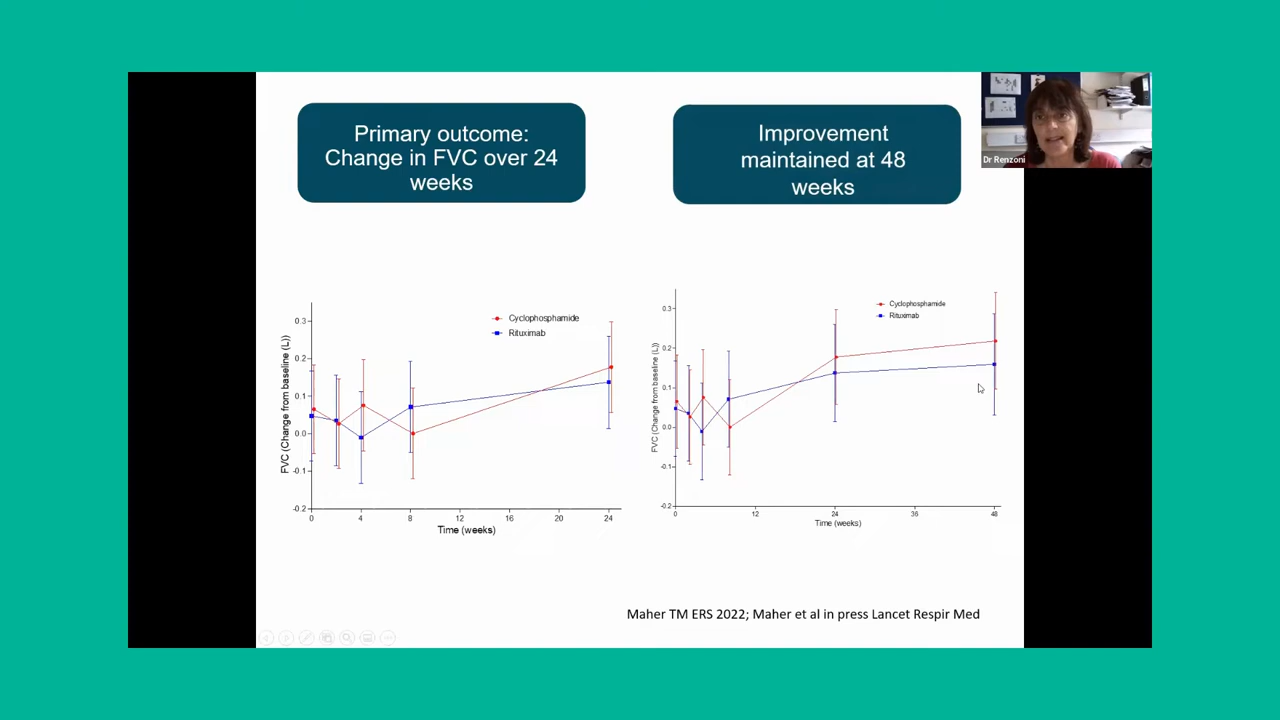 Primary outcome:
Change in FVC over 24
weeks
Improvement
maintained at 48
weeks
Dr Renzoni
Cyclophosphamide
Rituximab
0.3
0.2
0.1
0.0
-0.1
-0.2
FVC (Change from baseline (L))
0
4
8
12
16
20
24
Time (weeks)
Cyclophosphamide
Rituximab
0.3
0.2
0.1
0.0
-0.1
-0.2
FVC (Change from baseline (L))
0
12
24
36
48
Time (weeks)
Maher TM ERS 2022; Maher et al in press Lancet Respir Med